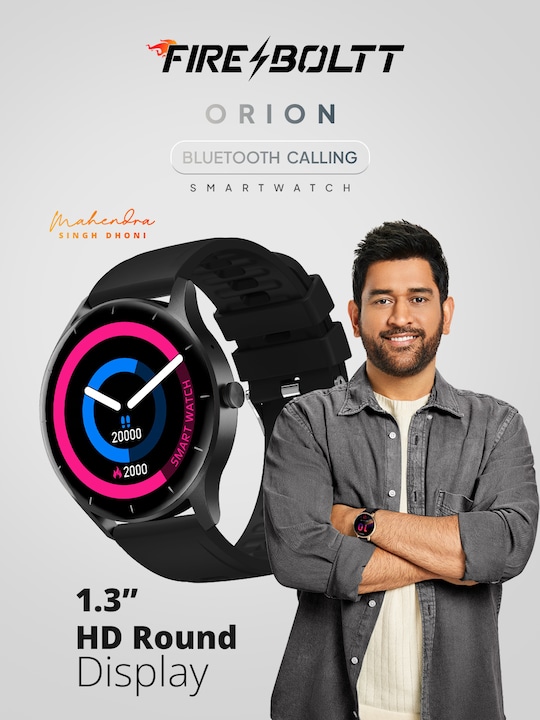 FIRE BOLTT
ORION
BLUETOOTH CALLING
SMARTWATCH
Mahendra
SINGH DHONI
SMART WATCH
20000
2000
1.3”
HD Round
Display